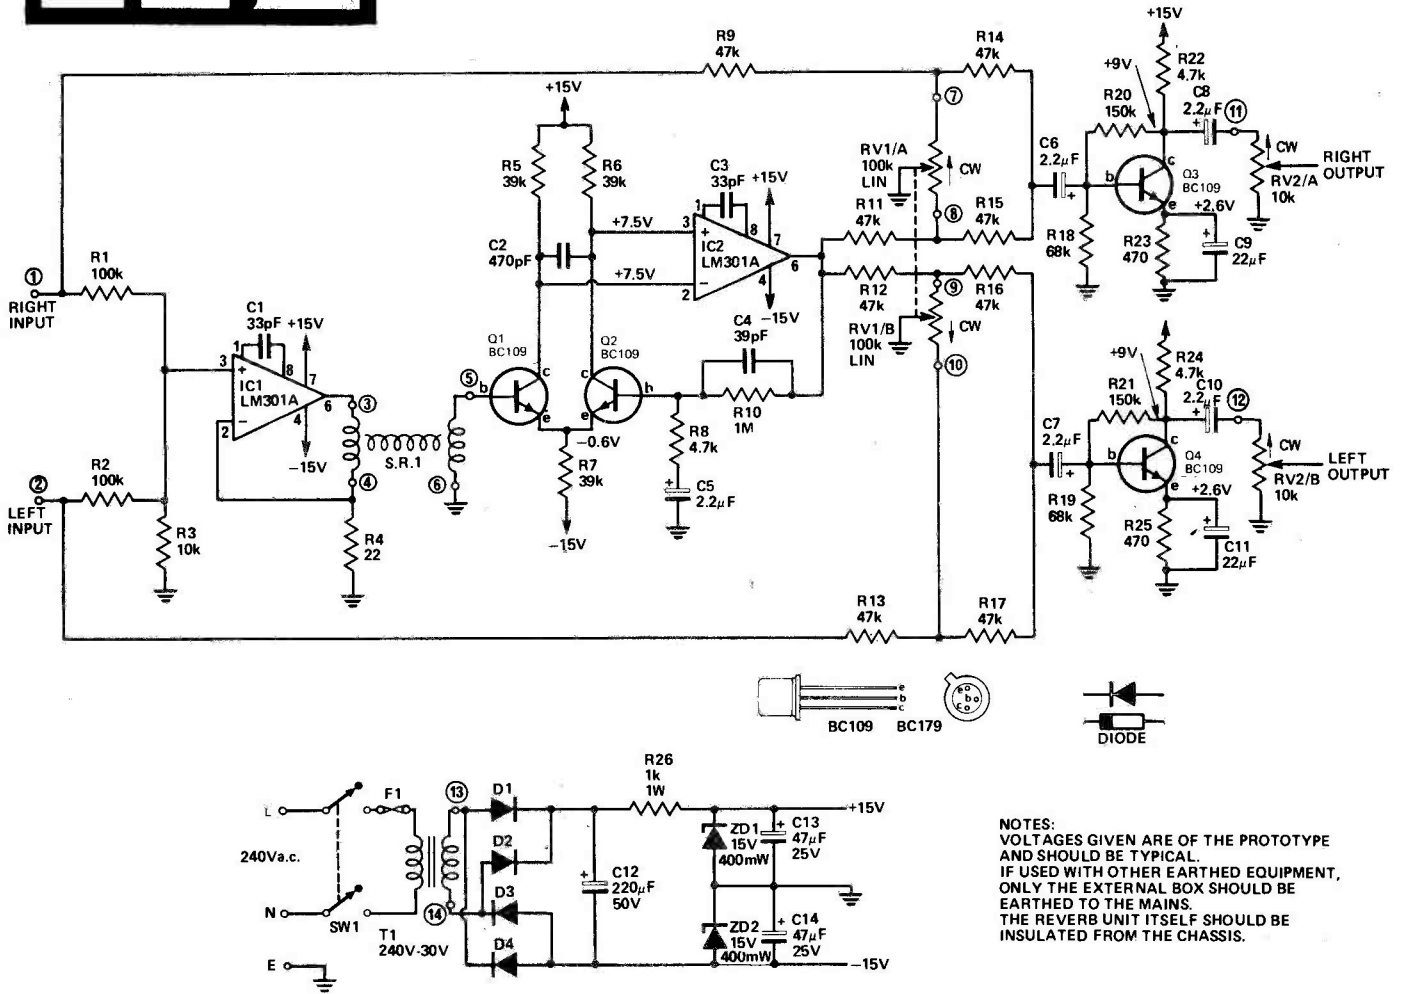 R9
47k
R14
47k
+15V
R22
4.7k
+9V
C8
2.2µF
11
R20
150k
+15V
7
C6
2.2µF
CW
RIGHT
OUTPUT
RV2/A
10k
b
c
e
Q3
BC109
+2.6V
R5
39k
R6
39k
C3
33pF
+15V
RV1/A
100k
LIN
CW
1
8
3
+
7
IC2
LM301A
6
4
−
2
−15V
+7.5V
C2
470pF
+7.5V
R11
47k
8
R15
47k
R18
68k
R23
470
C9
22µF
1
RIGHT
INPUT
R1
100k
R12
47k
9
R16
47k
C1
33pF
+15V
1
8
3
+
7
IC1
LM301A
6
4
−
2
−15V
3
S.R.1
4
5
6
Q1
BC109
b
c
e
Q2
BC109
c
b
e
−0.6V
C4
39pF
R10
1M
RV1/B
100k
LIN
CW
10
+15V
R24
4.7k
+9V
C10
2.2µF
12
R21
150k
C7
2.2µF
CW
LEFT
OUTPUT
RV2/B
10k
b
c
e
Q4
BC109
+2.6V
R8
4.7k
C5
2.2µF
R7
39k
−15V
2
LEFT
INPUT
R2
100k
R3
10k
R4
22
R19
68k
R25
470
C11
22µF
R13
47k
R17
47k
e
b
c
BC109 BC179
e
b
c
DIODE
L
F1
13
D1
R26
1k
1W
+15V
D2
ZD1
15V
400mW
C13
47µF
25V
240Va.c.
D3
C12
220µF
50V
N
SW1
T1
240V-30V
14
D4
ZD2
15V
400mW
C14
47µF
25V
E
−15V
NOTES:
VOLTAGES GIVEN ARE OF THE PROTOTYPE
AND SHOULD BE TYPICAL.
IF USED WITH OTHER EARTHED EQUIPMENT,
ONLY THE EXTERNAL BOX SHOULD BE
EARTHED TO THE MAINS.
THE REVERB UNIT ITSELF SHOULD BE
INSULATED FROM THE CHASSIS.